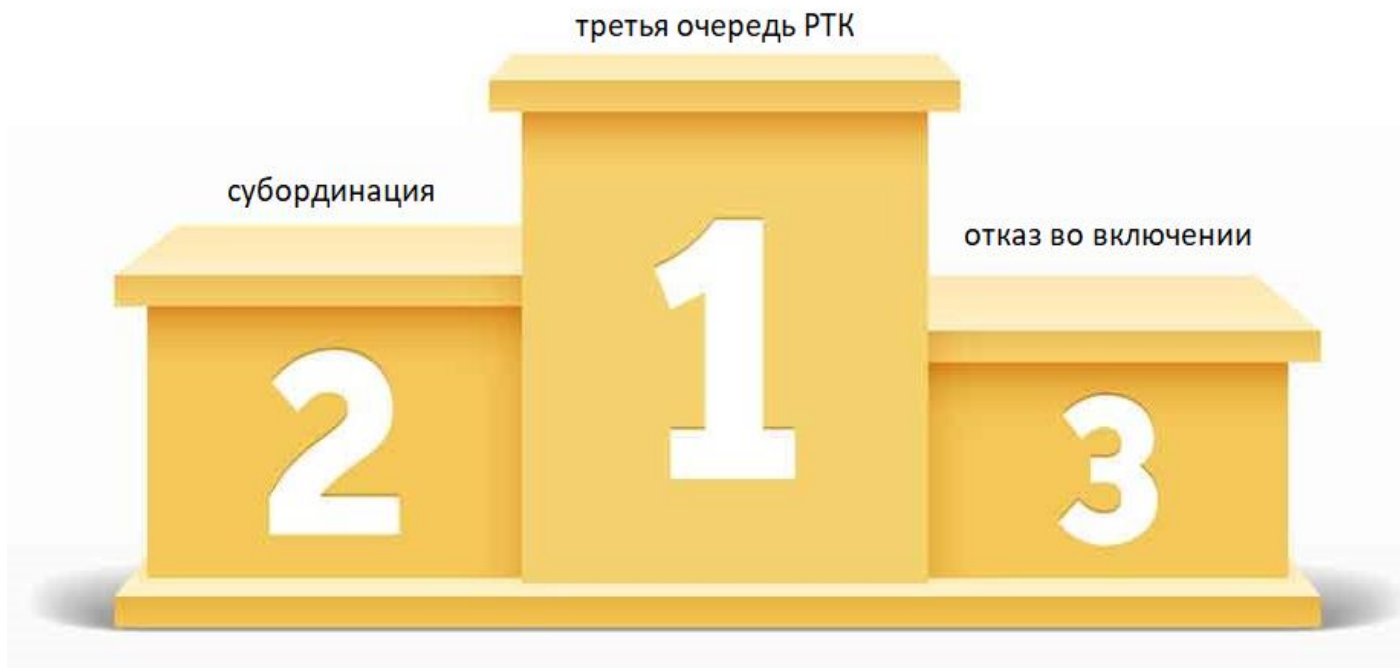 третья очередь РТК
субординация
отказ во включении
1
2
3